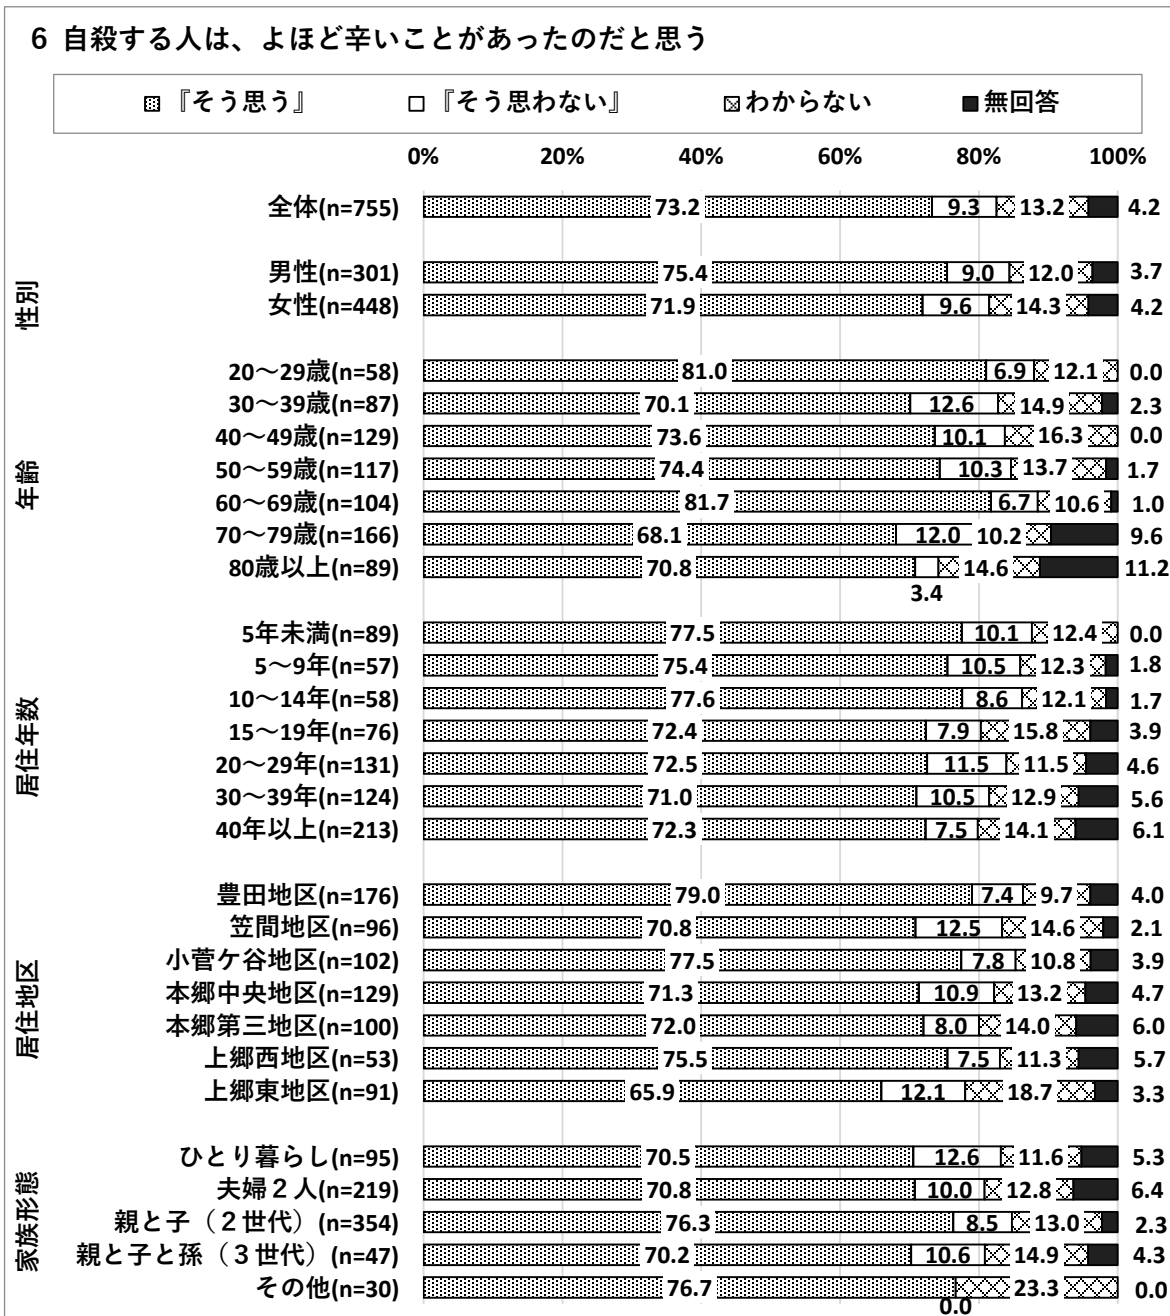 6 自殺する人は、よほど辛いことがあったのだと思う
『そう思う』 『そう思わない』 わからない 無回答
0% 20% 40% 60% 80% 100%
全体(n=755) 73.2 9.3 13.2 4.2
性別
男性(n=301) 75.4 9.0 12.0 3.7
女性(n=448) 71.9 9.6 14.3 4.2
年齢
20～29歳(n=58) 81.0 6.9 12.1 0.0
30～39歳(n=87) 70.1 12.6 14.9 2.3
40～49歳(n=129) 73.6 10.1 16.3 0.0
50～59歳(n=117) 74.4 10.3 13.7 1.7
60～69歳(n=104) 81.7 6.7 10.6 1.0
70～79歳(n=166) 68.1 12.0 10.2 9.6
80歳以上(n=89) 70.8 3.4 14.6 11.2
居住年数
5年未満(n=89) 77.5 10.1 12.4 0.0
5～9年(n=57) 75.4 10.5 12.3 1.8
10～14年(n=58) 77.6 8.6 12.1 1.7
15～19年(n=76) 72.4 7.9 15.8 3.9
20～29年(n=131) 72.5 11.5 11.5 4.6
30～39年(n=124) 71.0 10.5 12.9 5.6
40年以上(n=213) 72.3 7.5 14.1 6.1
居住地区
豊田地区(n=176) 79.0 7.4 9.7 4.0
笠間地区(n=96) 70.8 12.5 14.6 2.1
小菅ケ谷地区(n=102) 77.5 7.8 10.8 3.9
本郷中央地区(n=129) 71.3 10.9 13.2 4.7
本郷第三地区(n=100) 72.0 8.0 14.0 6.0
上郷西地区(n=53) 75.5 7.5 11.3 5.7
上郷東地区(n=91) 65.9 12.1 18.7 3.3
家族形態
ひとり暮らし(n=95) 70.5 12.6 11.6 5.3
夫婦２人(n=219) 70.8 10.0 12.8 6.4
親と子（２世代）(n=354) 76.3 8.5 13.0 2.3
親と子と孫（３世代）(n=47) 70.2 10.6 14.9 4.3
その他(n=30) 76.7 0.0 23.3 0.0